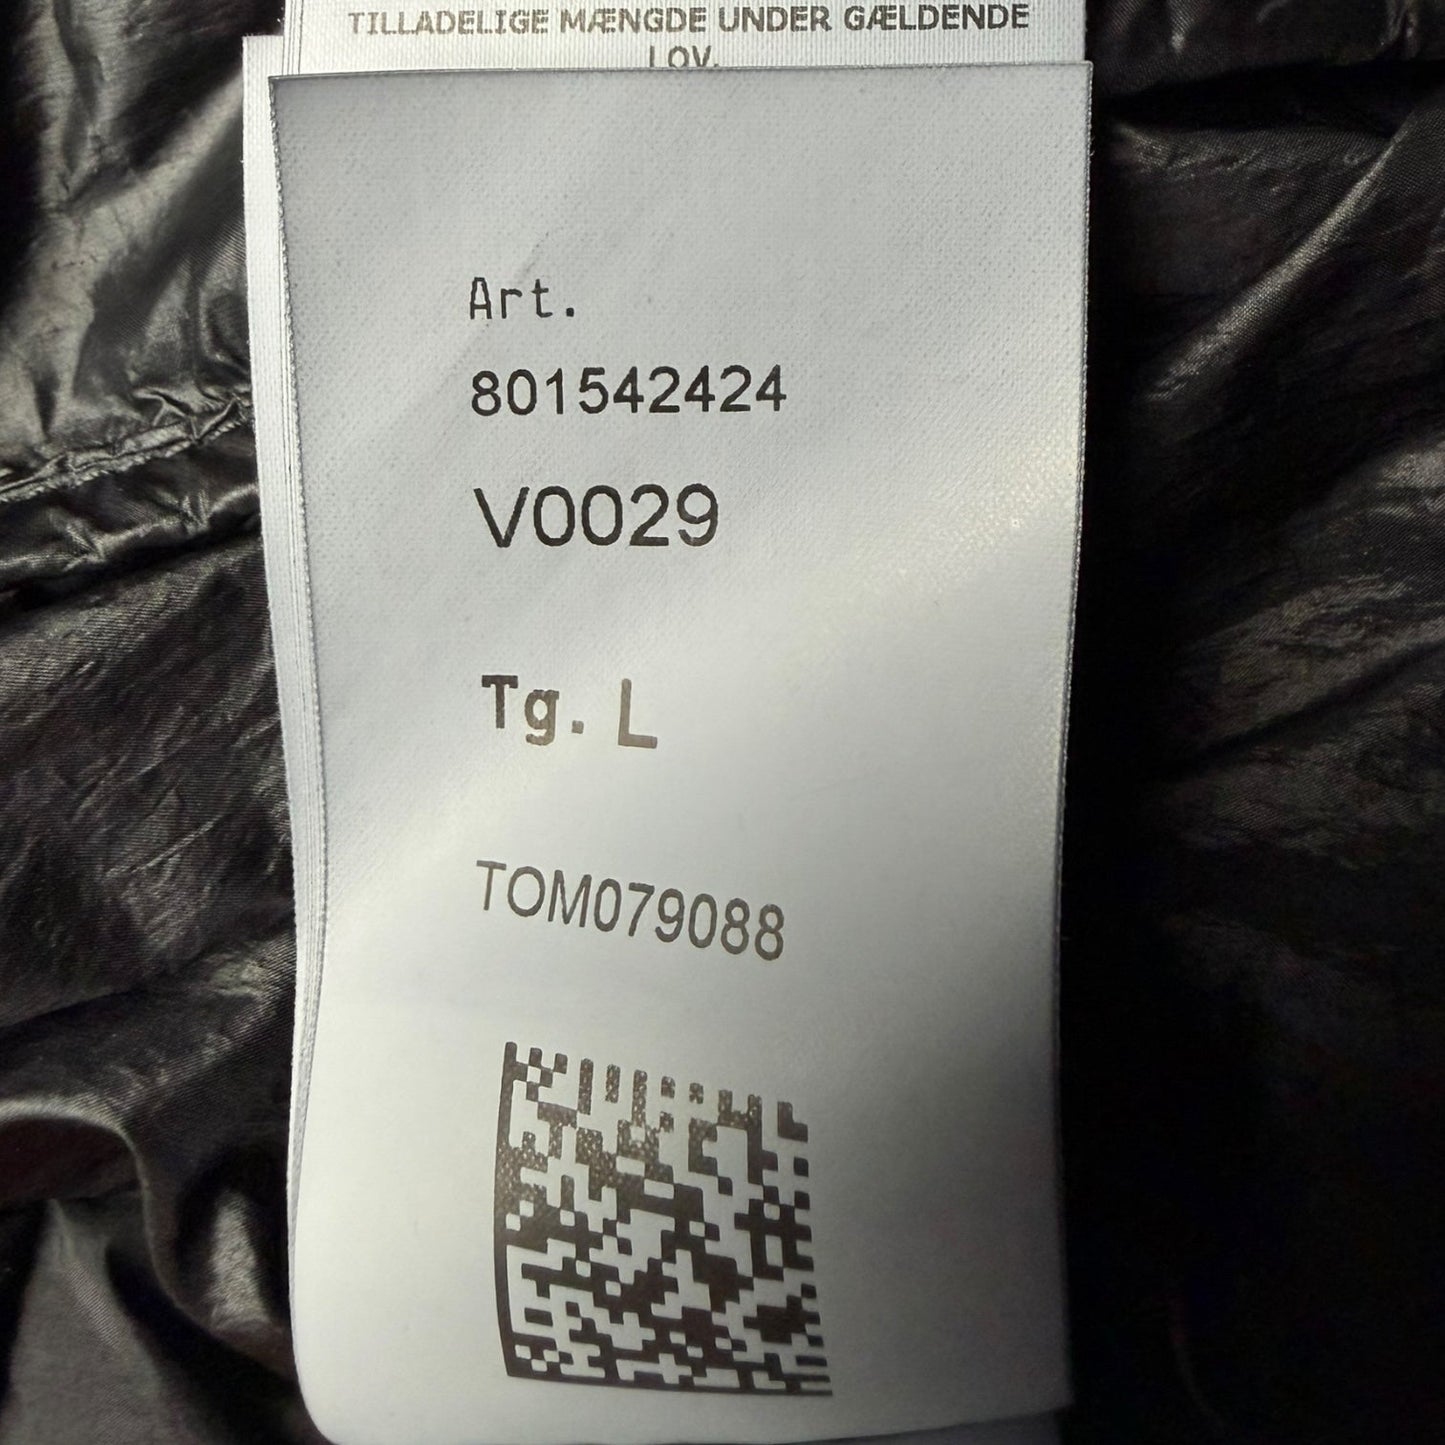 TILLADELIGE MÆNGDE UNDER GÆLDENDE
LOV.
Art.
801542424
V0029
Tg. L
TOM079088